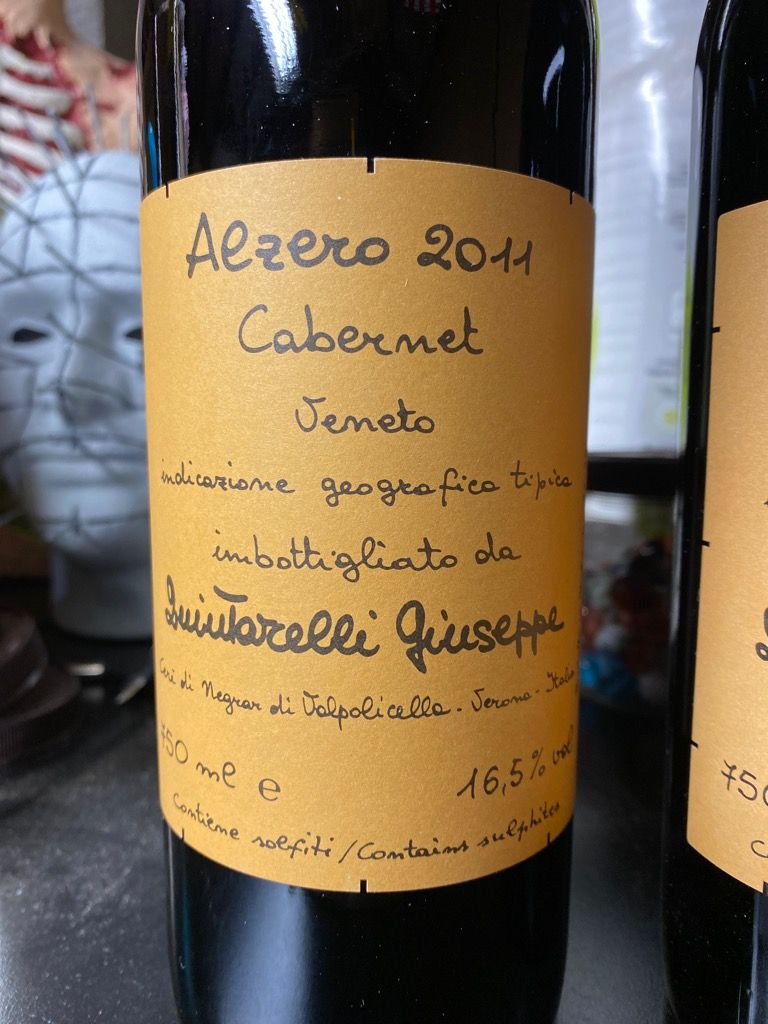 Alzero 2011
Cabernet
Veneto
indicazione geografica tipica
imbottigliato da
Quintarelli Giuseppe
Cerè di Negrar di Valpolicella - Verona - Italia
750 ml e
16,5% vol
Contiene solfiti / Contains sulphites
750